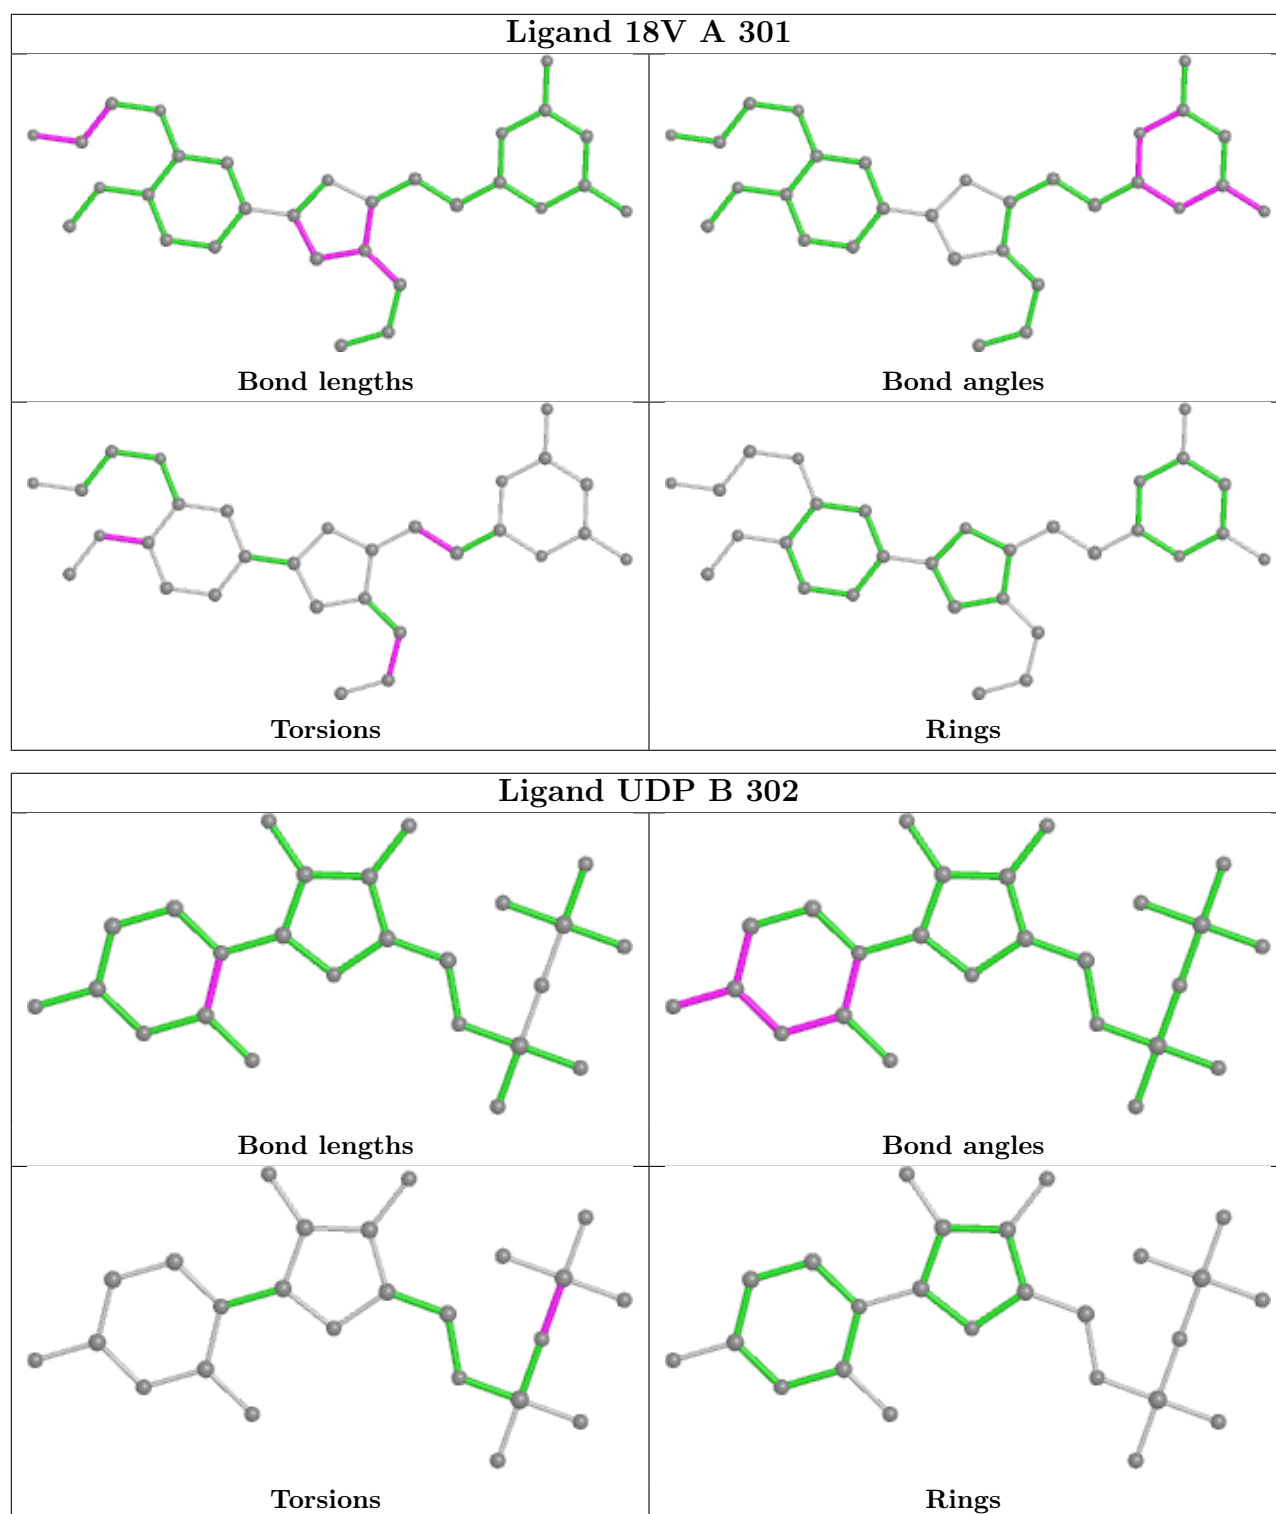 Ligand 18V A 301
Bond lengths
Bond angles
Torsions
Rings
Ligand UDP B 302
Bond lengths
Bond angles
Torsions
Rings